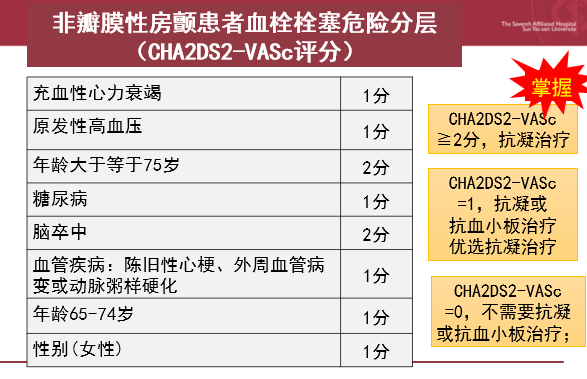 非瓣膜性房颤患者血栓栓塞危险分层
（CHA2DS2-VASc评分）
The Seventh Affiliated Hospital
Sun Yat-sen University
掌握
充血性心力衰竭 1分
原发性高血压 1分
年龄大于等于75岁 2分
糖尿病 1分
脑卒中 2分
血管疾病：陈旧性心梗、外周血管病
变或动脉粥样硬化 1分
年龄65-74岁 1分
性别(女性) 1分
CHA2DS2-VASc
≧2分，抗凝治疗
CHA2DS2-VASc
=1，抗凝或
抗血小板治疗
优选抗凝治疗
CHA2DS2-VASc
=0，不需要抗凝
或抗血小板治疗；